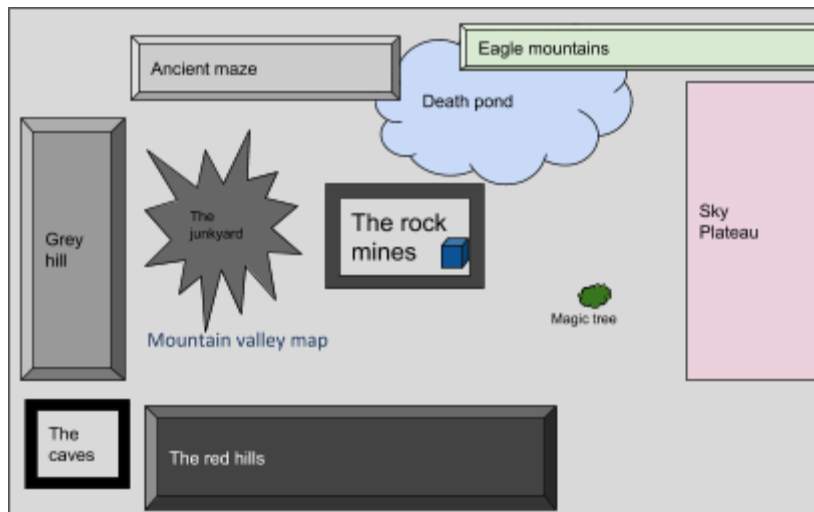 Eagle mountains
Ancient maze
Death pond
The rock
mines
The
junkyard
Sky
Plateau
Grey
hill
Magic tree
Mountain valley map
The
caves
The red hills